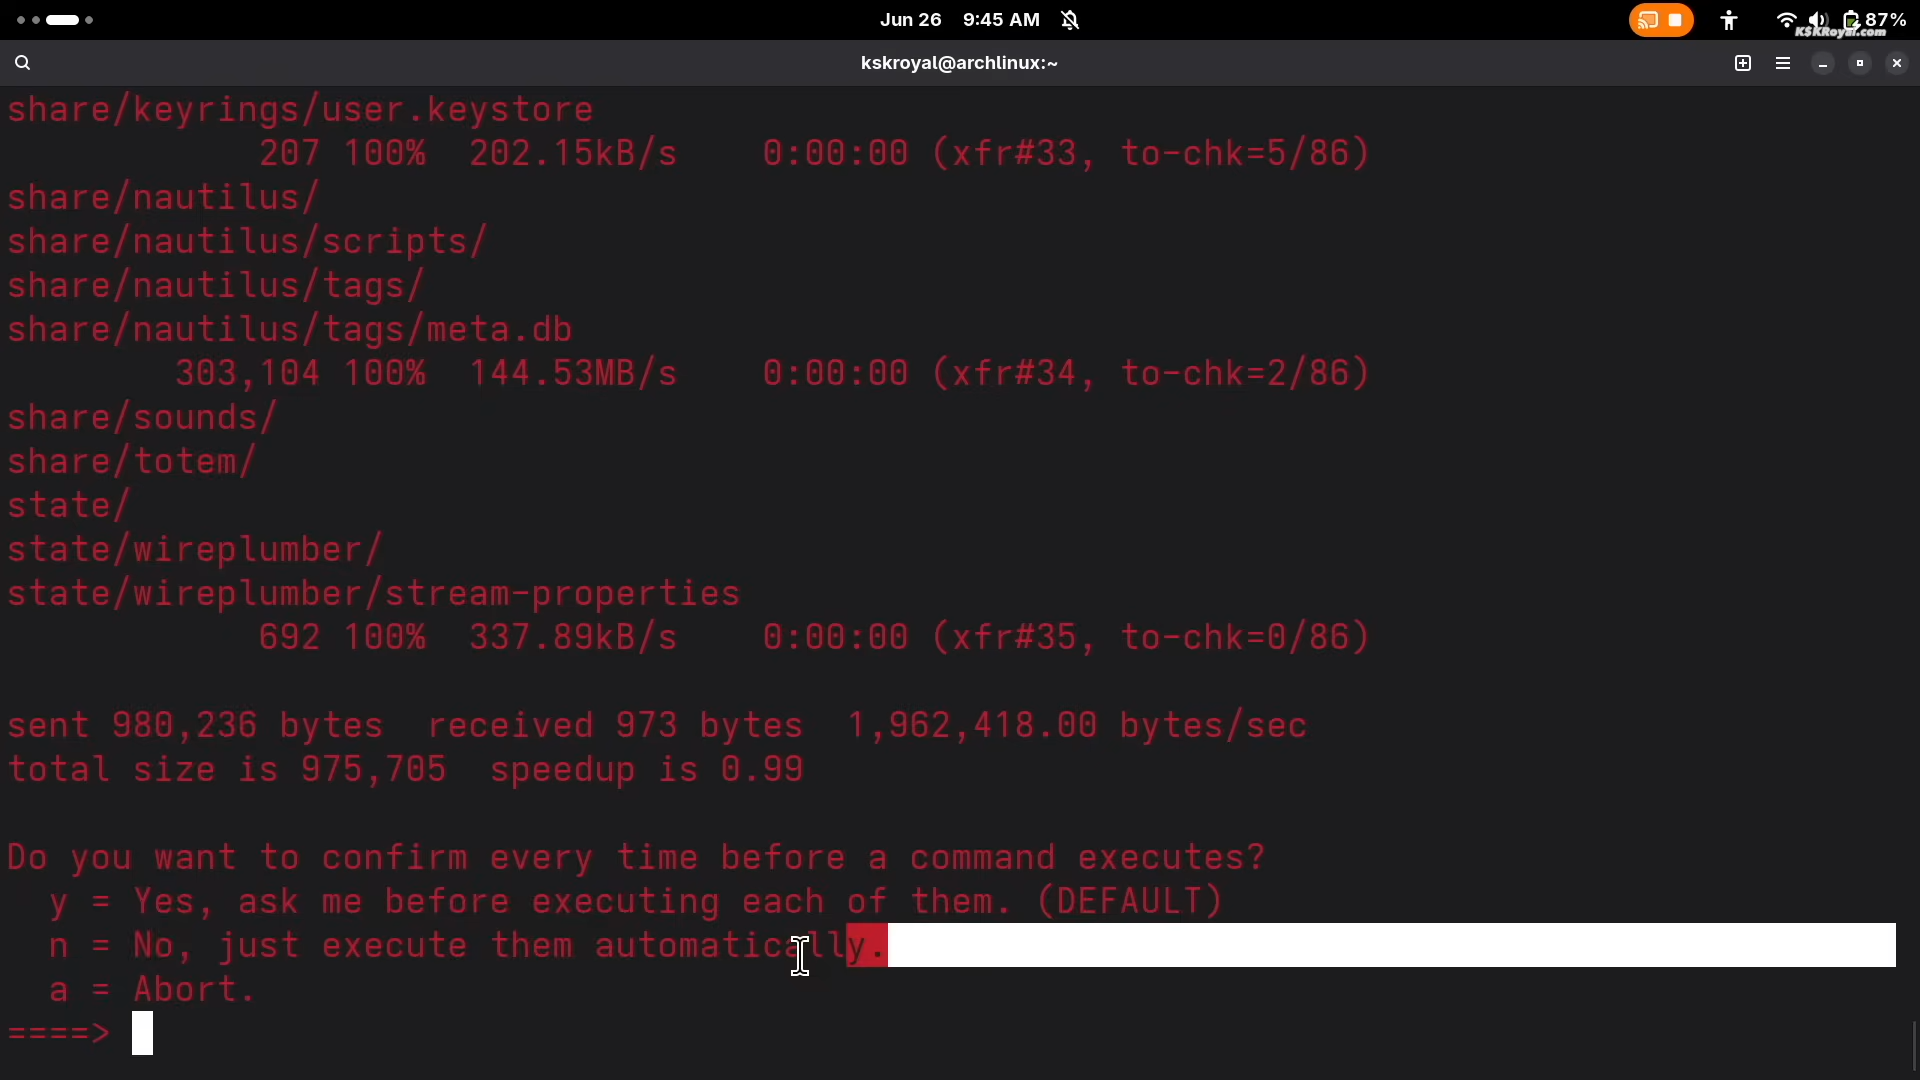 Jun 26 9:45 AM
87%
KSKRoyal.com
kskroyal@archlinux:~
share/keyrings/user.keystore
207 100% 202.15kB/s 0:00:00 (xfr#33, to-chk=5/86)
share/nautilus/
share/nautilus/scripts/
share/nautilus/tags/
share/nautilus/tags/meta.db
303,104 100% 144.53MB/s 0:00:00 (xfr#34, to-chk=2/86)
share/sounds/
share/totem/
state/
state/wireplumber/
state/wireplumber/stream-properties
692 100% 337.89kB/s 0:00:00 (xfr#35, to-chk=0/86)
sent 980,236 bytes received 973 bytes 1,962,418.00 bytes/sec
total size is 975,705 speedup is 0.99
Do you want to confirm every time before a command executes?
y = Yes, ask me before executing each of them. (DEFAULT)
n = No, just execute them automatically.
a = Abort.
====>